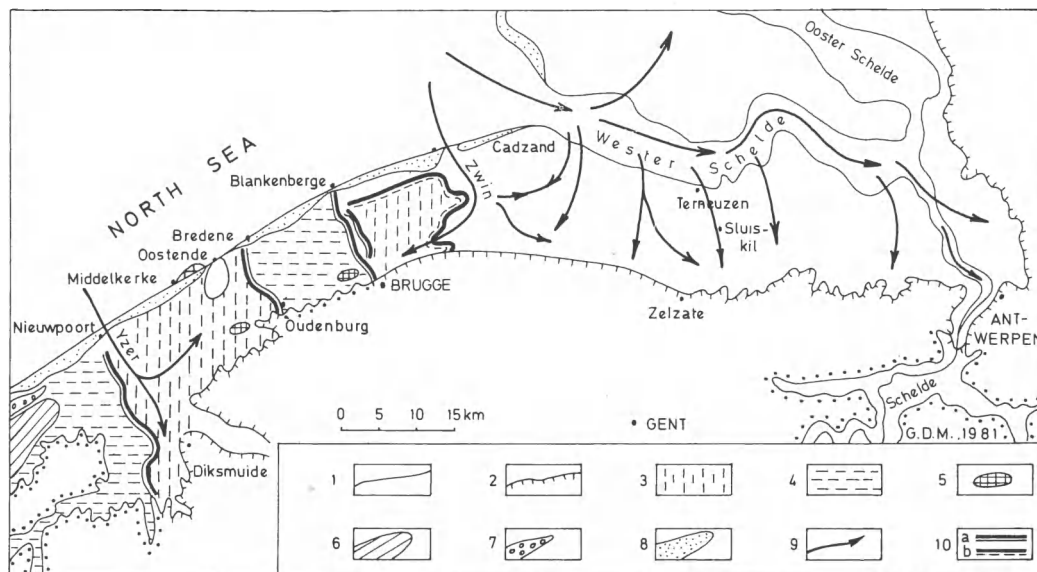 Ooster Schelde
NORTH SEA
Cadzand
Wester Schelde
Zwin
Blankenberge
Terneuzen
Sluis-
kil
Bredene
Oostende
Middelkerke
BRUGGE
Nieuwpoort
Yzer
Oudenburg
Zelzate
ANT-
WERPEN
0 5 10 15 km
Schelde
GENT
G.D.M., 1981
Diksmuide
1 2 3 4 5
6 7 8 9 10 a
b